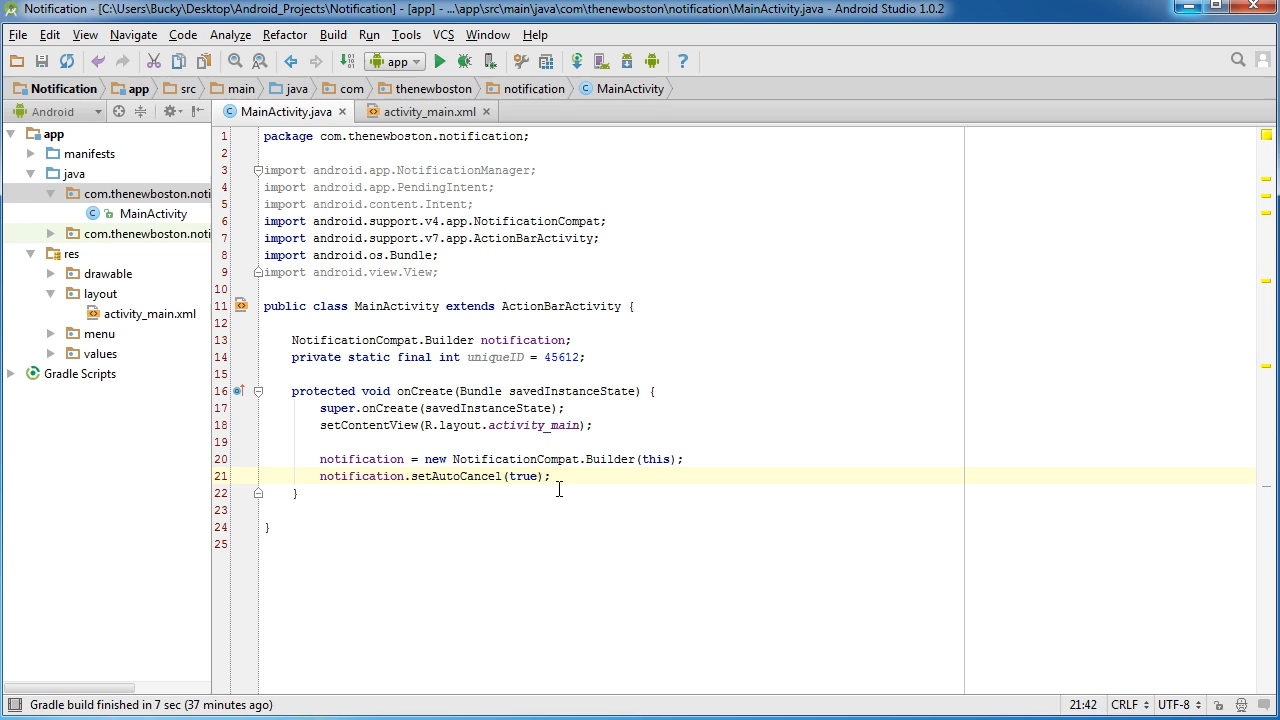 Notification - [C:\Users\Bucky\Desktop\Android_Projects\Notification] - [app] - ...\app\src\main\java\com\thenewboston\notification\MainActivity.java - Android Studio 1.0.2
File Edit View Navigate Code Analyze Refactor Build Run Tools VCS Window Help
app
Notification app src main java com thenewboston notification MainActivity
Android MainActivity.java activity_main.xml
app
manifests
java
com.thenewboston.noti
MainActivity
com.thenewboston.noti
res
drawable
layout
activity_main.xml
menu
values
Gradle Scripts
1 package com.thenewboston.notification;
2
3 import android.app.NotificationManager;
4 import android.app.PendingIntent;
5 import android.content.Intent;
6 import android.support.v4.app.NotificationCompat;
7 import android.support.v7.app.ActionBarActivity;
8 import android.os.Bundle;
9 import android.view.View;
10
11 public class MainActivity extends ActionBarActivity {
12
13 NotificationCompat.Builder notification;
14 private static final int uniqueID = 45612;
15
16 protected void onCreate(Bundle savedInstanceState) {
17 super.onCreate(savedInstanceState);
18 setContentView(R.layout.activity_main);
19
20 notification = new NotificationCompat.Builder(this);
21 notification.setAutoCancel(true);
22 }
23
24 }
25
Gradle build finished in 7 sec (37 minutes ago) 21:42 CRLF UTF-8